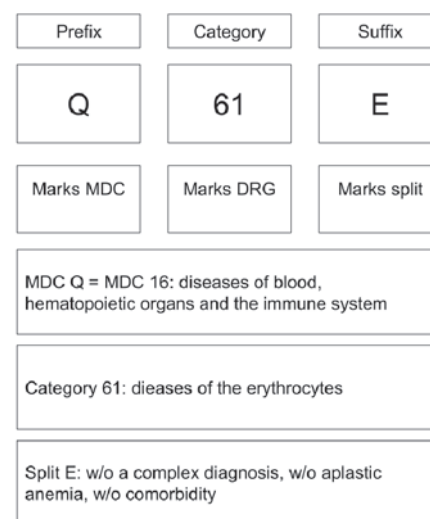 Prefix Category Suffix
Q 61 E
Marks MDC Marks DRG Marks split
MDC Q = MDC 16: diseases of blood,
hematopoietic organs and the immune system
Category 61: dieases of the erythrocytes
Split E: w/o a complex diagnosis, w/o aplastic
anemia, w/o comorbidity